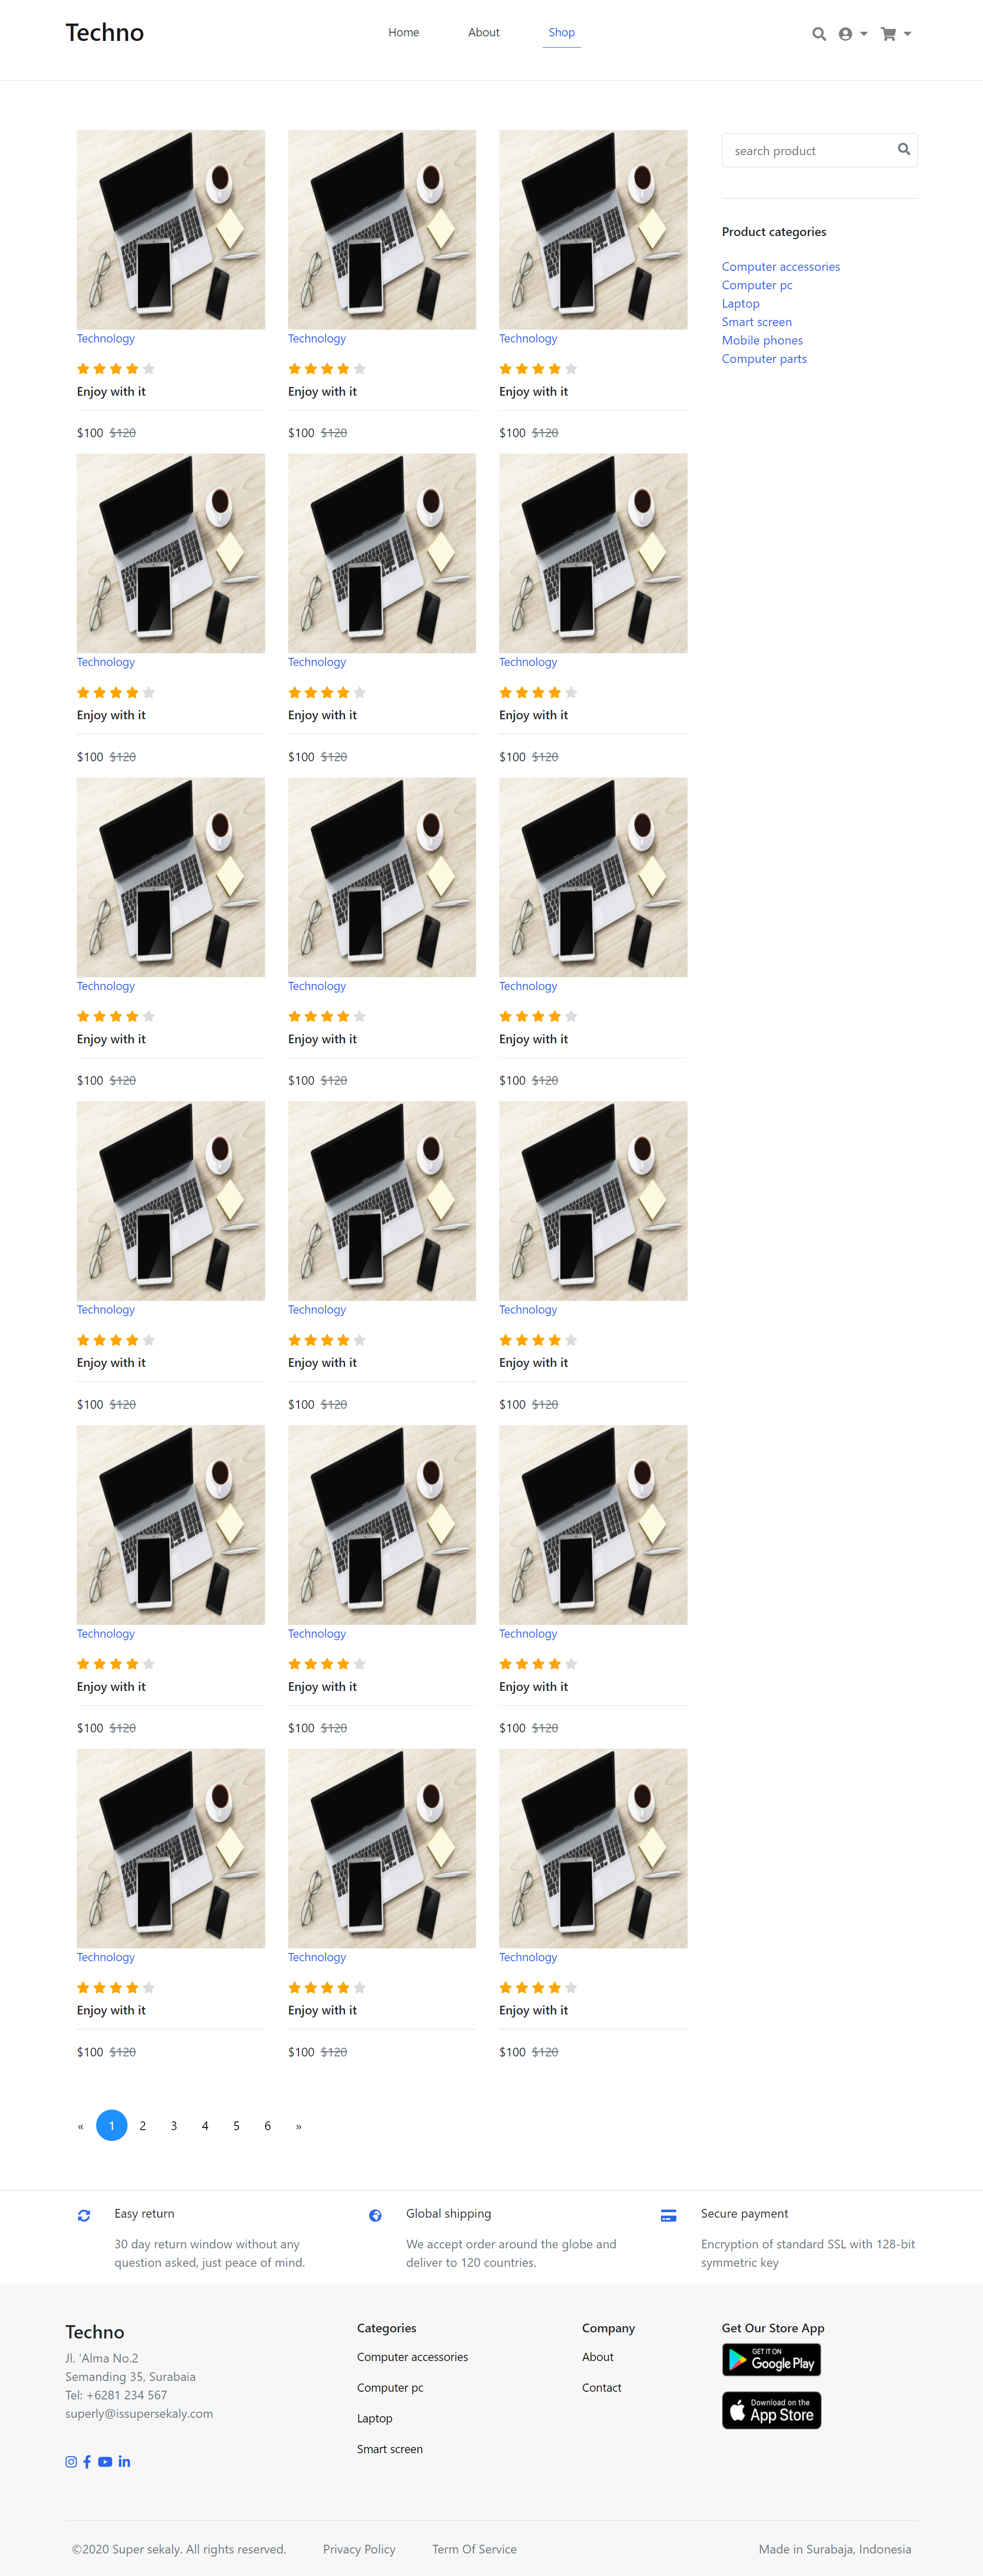 Techno
Home About Shop
search product
Product categories
Computer accessories
Computer pc
Laptop
Smart screen
Mobile phones
Computer parts
Technology Technology Technology
Enjoy with it Enjoy with it Enjoy with it
$100 $120 $100 $120 $100 $120
Technology Technology Technology
Enjoy with it Enjoy with it Enjoy with it
$100 $120 $100 $120 $100 $120
Technology Technology Technology
Enjoy with it Enjoy with it Enjoy with it
$100 $120 $100 $120 $100 $120
Technology Technology Technology
Enjoy with it Enjoy with it Enjoy with it
$100 $120 $100 $120 $100 $120
Technology Technology Technology
Enjoy with it Enjoy with it Enjoy with it
$100 $120 $100 $120 $100 $120
Technology Technology Technology
Enjoy with it Enjoy with it Enjoy with it
$100 $120 $100 $120 $100 $120
« 1 2 3 4 5 6 »
Easy return
30 day return window without any
question asked, just peace of mind.
Global shipping
We accept order around the globe and
deliver to 120 countries.
Secure payment
Encryption of standard SSL with 128-bit
symmetric key
Techno
Jl. 'Alma No.2
Semanding 35, Surabaia
Tel: +6281 234 567
superly@issupersekaly.com
Categories
Computer accessories
Computer pc
Laptop
Smart screen
Company
About
Contact
Get Our Store App
GET IT ON
Google Play
Download on the
App Store
©2020 Super sekaly. All rights reserved. Privacy Policy Term Of Service Made in Surabaja, Indonesia